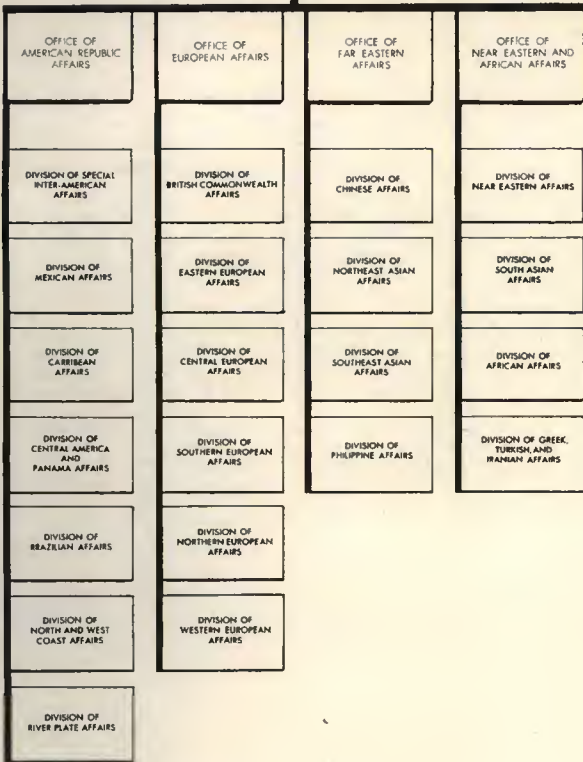 OFFICE OF
AMERICAN REPUBLIC
AFFAIRS
DIVISION OF SPECIAL
INTER-AMERICAN
AFFAIRS
DIVISION OF
MEXICAN AFFAIRS
DIVISION OF
CARRIBEAN
AFFAIRS
DIVISION OF
CENTRAL AMERICA
AND
PANAMA AFFAIRS
DIVISION OF
BRAZILIAN AFFAIRS
DIVISION OF
NORTH AND WEST
COAST AFFAIRS
DIVISION OF
RIVER PLATE AFFAIRS
OFFICE OF
EUROPEAN AFFAIRS
DIVISION OF
BRITISH COMMONWEALTH
AFFAIRS
DIVISION OF
EASTERN EUROPEAN
AFFAIRS
DIVISION OF
CENTRAL EUROPEAN
AFFAIRS
DIVISION OF
SOUTHERN EUROPEAN
AFFAIRS
DIVISION OF
NORTHERN EUROPEAN
AFFAIRS
DIVISION OF
WESTERN EUROPEAN
AFFAIRS
OFFICE OF
FAR EASTERN
AFFAIRS
DIVISION OF
CHINESE AFFAIRS
DIVISION OF
NORTHEAST ASIAN
AFFAIRS
DIVISION OF
SOUTHEAST ASIAN
AFFAIRS
DIVISION OF
PHILIPPINE AFFAIRS
OFFICE OF
NEAR EASTERN AND
AFRICAN AFFAIRS
DIVISION OF
NEAR EASTERN AFFAIRS
DIVISION OF
SOUTH ASIAN
AFFAIRS
DIVISION OF
AFRICAN AFFAIRS
DIVISION OF GREEK,
TURKISH, AND
IRANIAN AFFAIRS